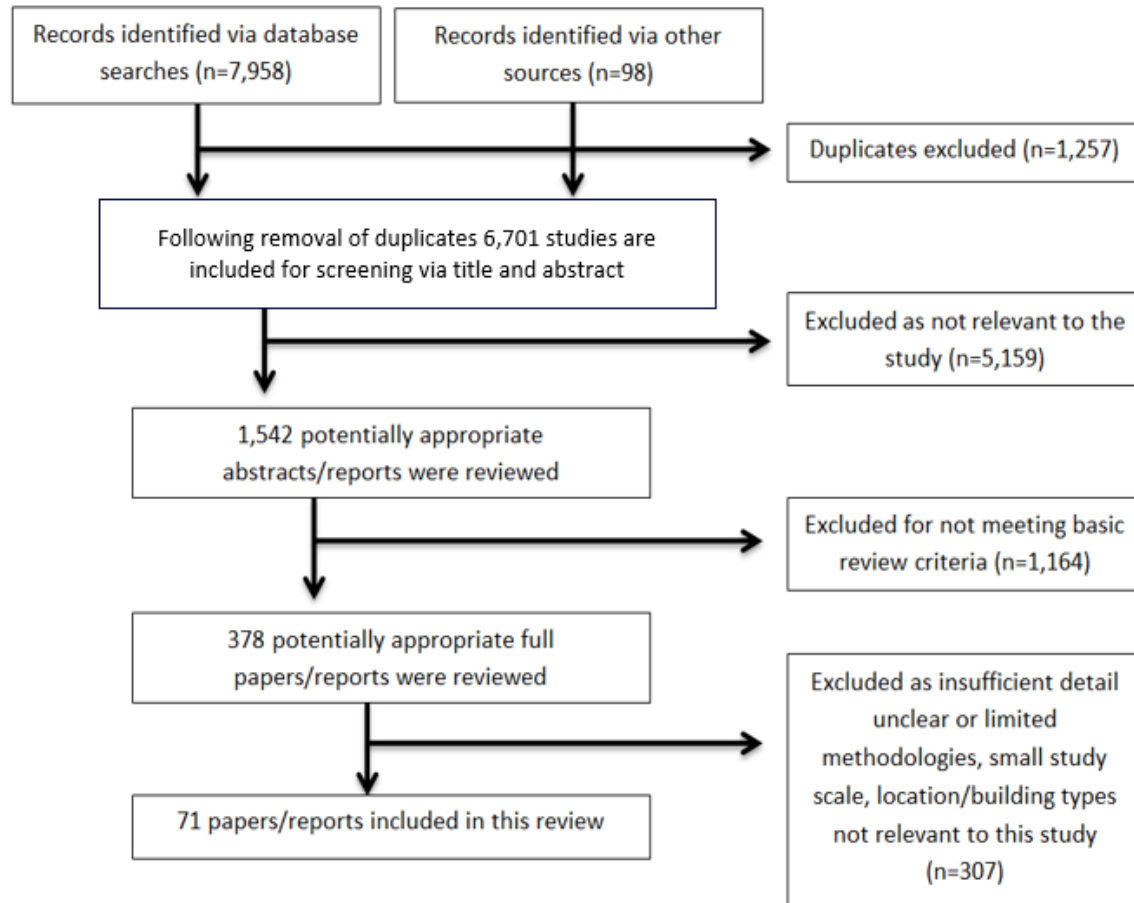 Records identified via database
searches (n=7,958)
Records identified via other
sources (n=98)
Duplicates excluded (n=1,257)
Following removal of duplicates 6,701 studies are
included for screening via title and abstract
Excluded as not relevant to the
study (n=5,159)
1,542 potentially appropriate
abstracts/reports were reviewed
Excluded for not meeting basic
review criteria (n=1,164)
378 potentially appropriate full
papers/reports were reviewed
Excluded as insufficient detail
unclear or limited
methodologies, small study
scale, location/building types
not relevant to this study
(n=307)
71 papers/reports included in this review